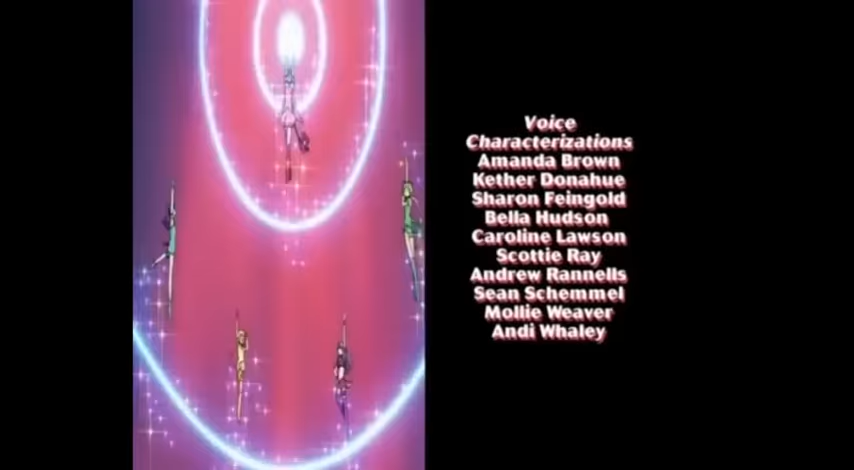 Voice
Characterizations
Amanda Brown
Kether Donahue
Sharon Feingold
Bella Hudson
Caroline Lawson
Scottie Ray
Andrew Rannells
Sean Schemmel
Mollie Weaver
Andi Whaley